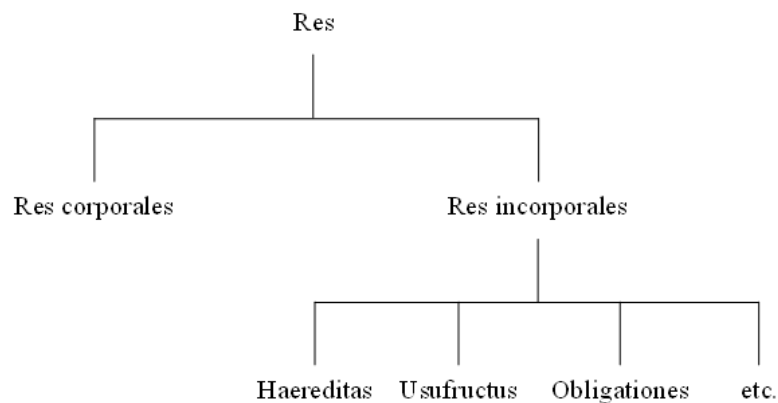 Res
Res corporales Res incorporales
Haereditas Usufructus Obligationes etc.